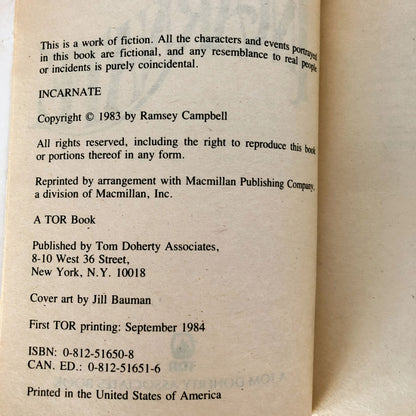 This is a work of fiction. All the characters and events portrayed
in this book are fictional, and any resemblance to real people
or incidents is purely coincidental.
INCARNATE
Copyright © 1983 by Ramsey Campbell
All rights reserved, including the right to reproduce this book
or portions thereof in any form.
Reprinted by arrangement with Macmillan Publishing Company,
a division of Macmillan, Inc.
A TOR Book
Published by Tom Doherty Associates,
8-10 West 36 Street,
New York, N.Y. 10018
Cover art by Jill Bauman
First TOR printing: September 1984
ISBN: 0-812-51650-8
CAN. ED.: 0-812-51651-6
Printed in the United States of America